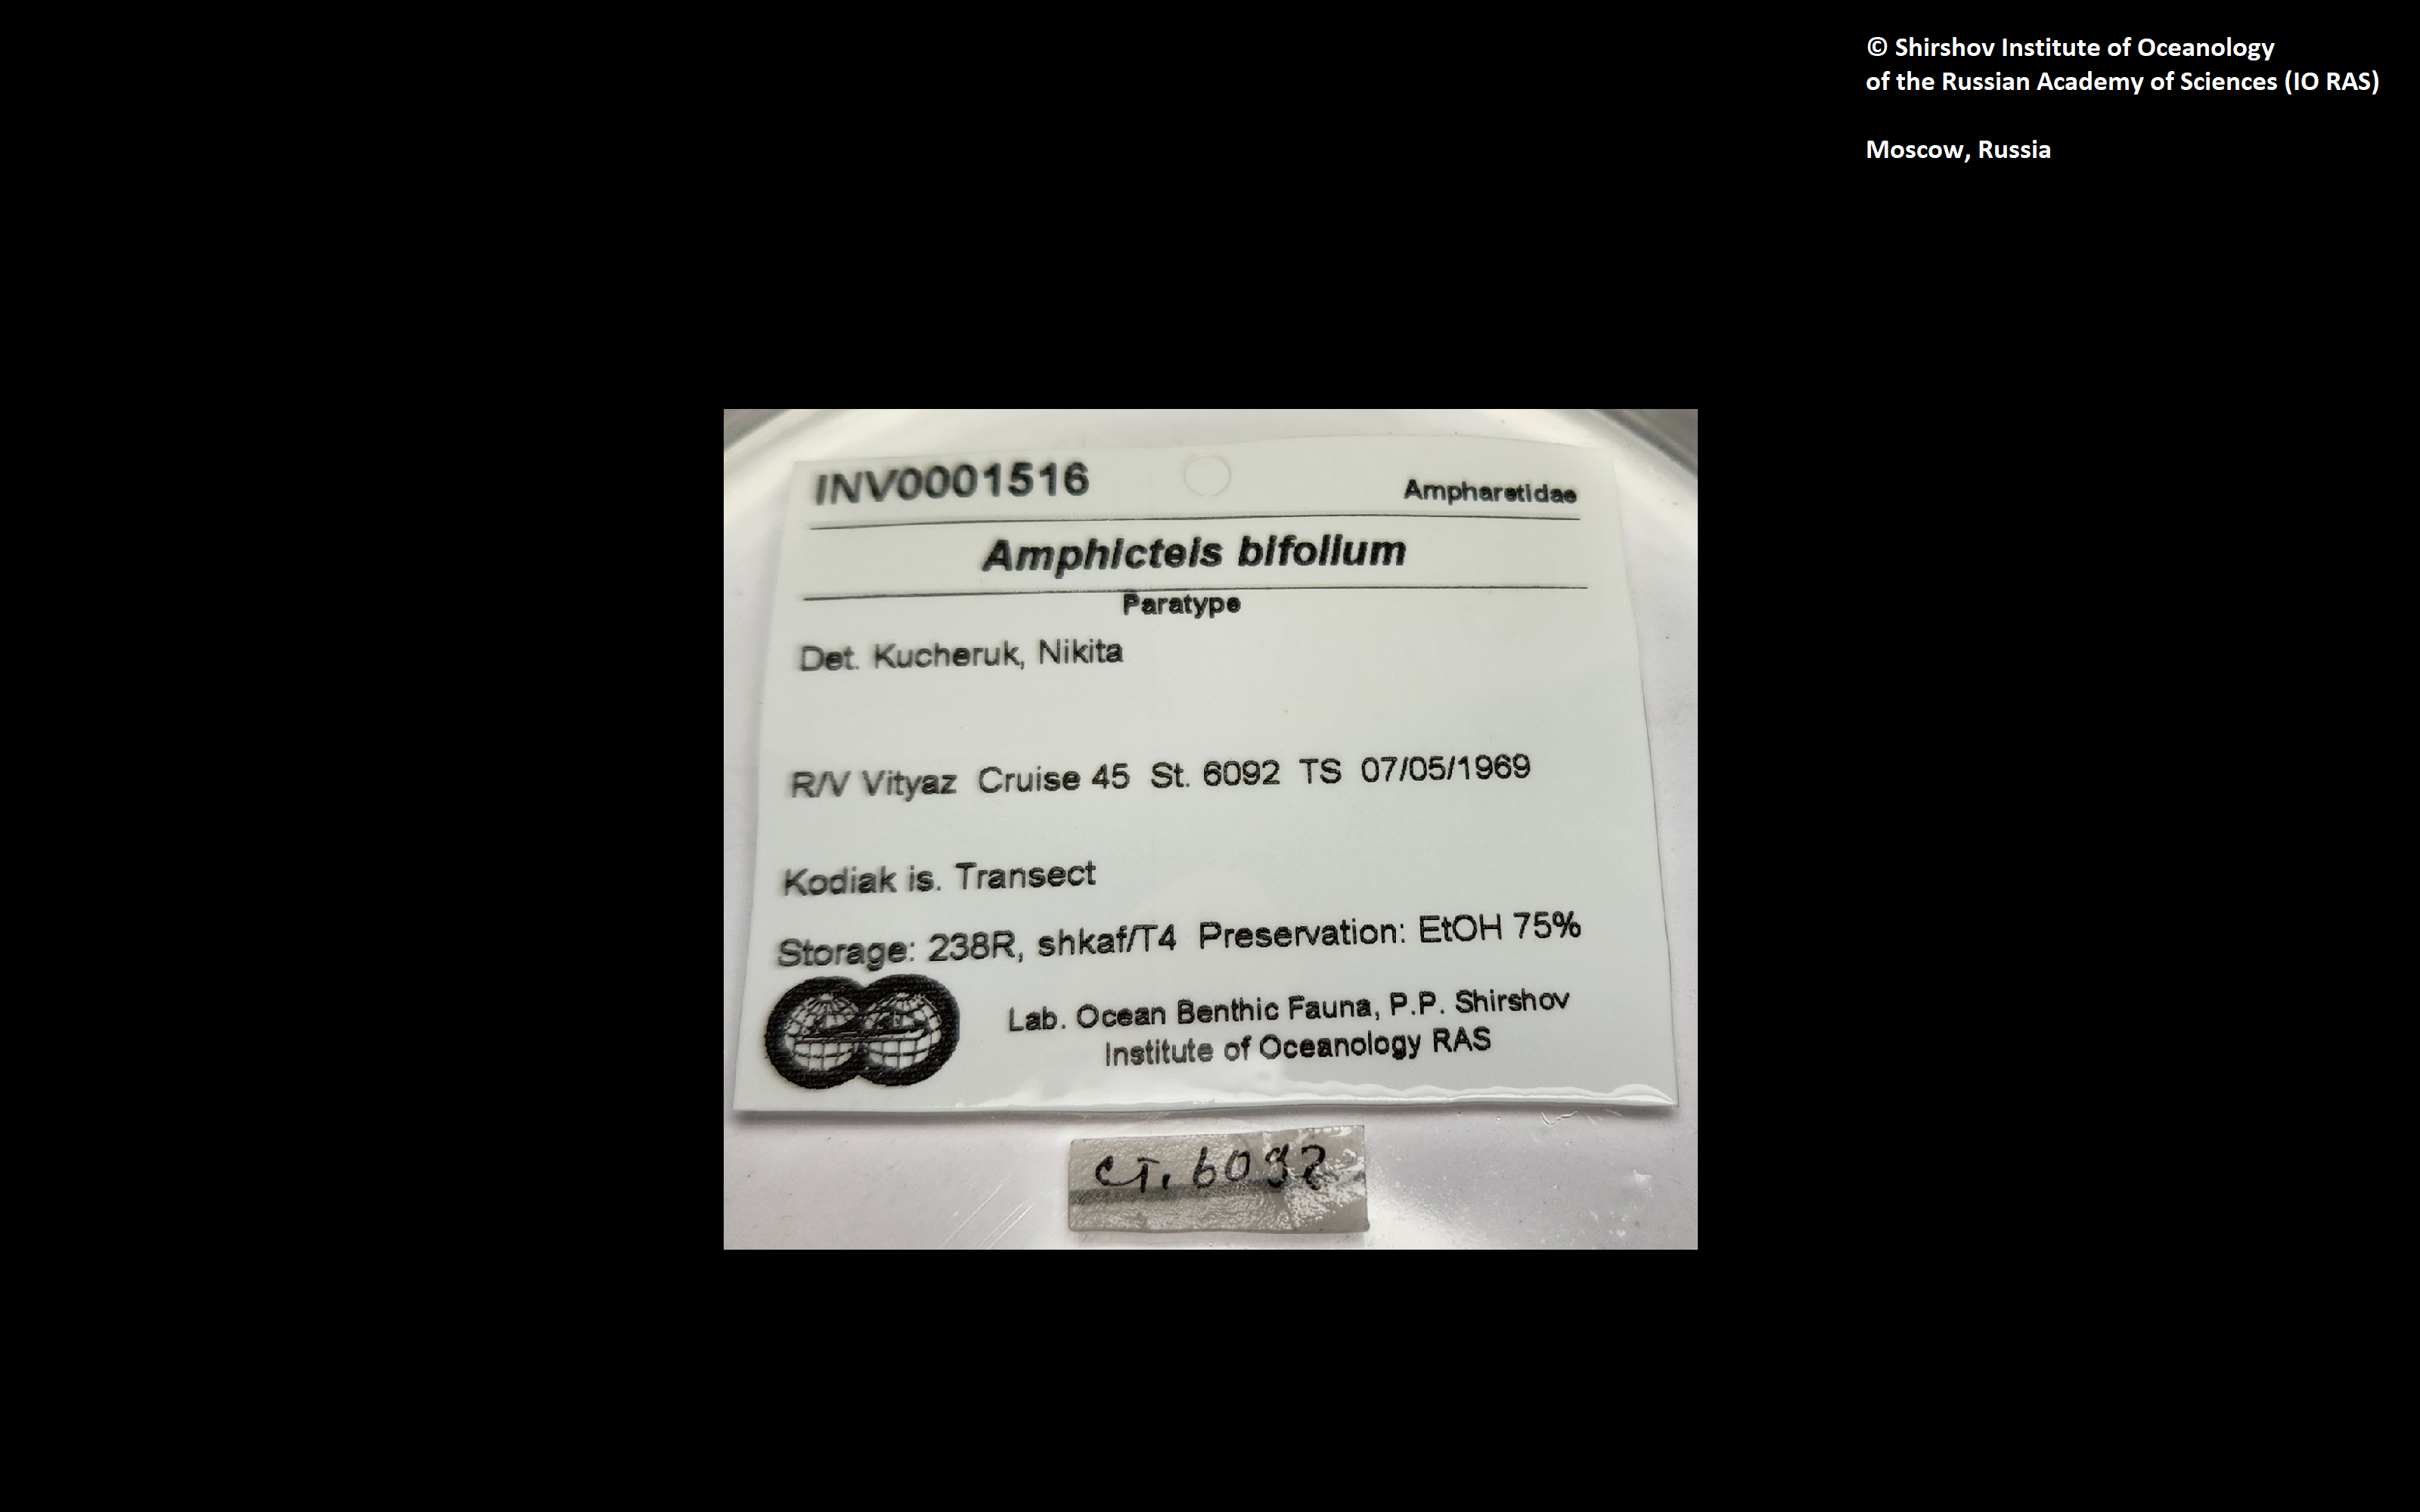 © Shirshov Institute of Oceanology
of the Russian Academy of Sciences (IO RAS)
Moscow, Russia
INV0001516
Ampharetidae
Amphicteis bifolium
Paratype
Det. Kucheruk, Nikita
R/V Vityaz Cruise 45 St. 6092 TS 07/05/1969
Kodiak is. Transect
Storage: 238R, shkaf/T4 Preservation: EtOH 75%
Lab. Ocean Benthic Fauna, P.P. Shirshov
Institute of Oceanology RAS
ст. 6092